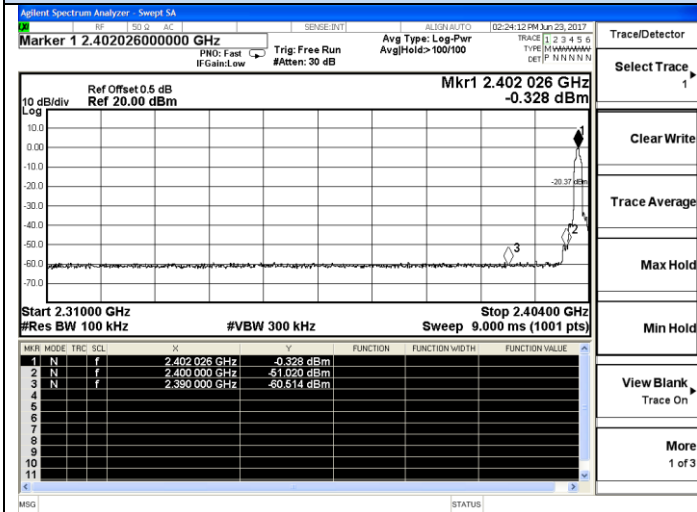 Agilent Spectrum Analyzer - Swept SA
RF 50 Ω AC SENSE:INT ALIGN AUTO 02:24:12 PM Jun 23, 2017
Marker 1 2.402026000000 GHz
PNO: Fast
IFGain:Low
Trig: Free Run
#Atten: 30 dB
Avg Type: Log-Pwr
Avg|Hold:> 100/100
TRACE 1 2 3 4 5 6
TYPE M
DET P N N N N N
Ref Offset 0.5 dB
Ref 20.00 dBm
10 dB/div
Log
Mkr1 2.402 026 GHz
-0.328 dBm
10.0
0.00
-10.0
-20.0
-30.0
-40.0
-50.0
-60.0
-70.0
1
-20.37 dBm
2
3
Start 2.31000 GHz
#Res BW 100 kHz
#VBW 300 kHz
Stop 2.40400 GHz
Sweep 9.000 ms (1001 pts)
MKR MODE TRC SCL X Y FUNCTION FUNCTION WIDTH FUNCTION VALUE
1 N f 2.402 026 GHz -0.328 dBm
2 N f 2.400 000 GHz -51.020 dBm
3 N f 2.390 000 GHz -60.514 dBm
4
5
6
7
8
9
10
11
MSG
STATUS
Trace/Detector
Select Trace
1
Clear Write
Trace Average
Max Hold
Min Hold
View Blank
Trace On
More
1 of 3